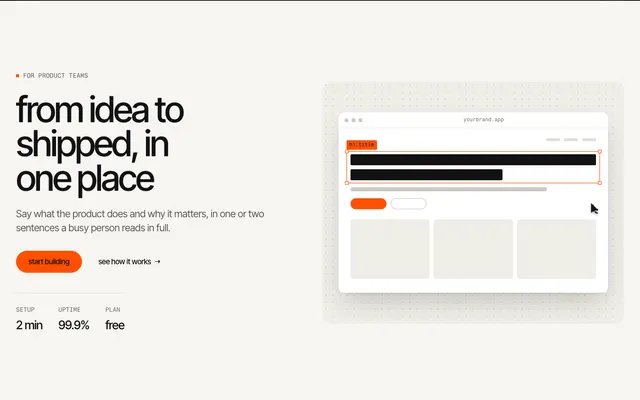 FOR PRODUCT TEAMS
from idea to
shipped, in
one place
Say what the product does and why it matters, in one or two
sentences a busy person reads in full.
start building
see how it works →
SETUP UPTIME PLAN
2 min 99.9% free
yourbrand.app
h1.title